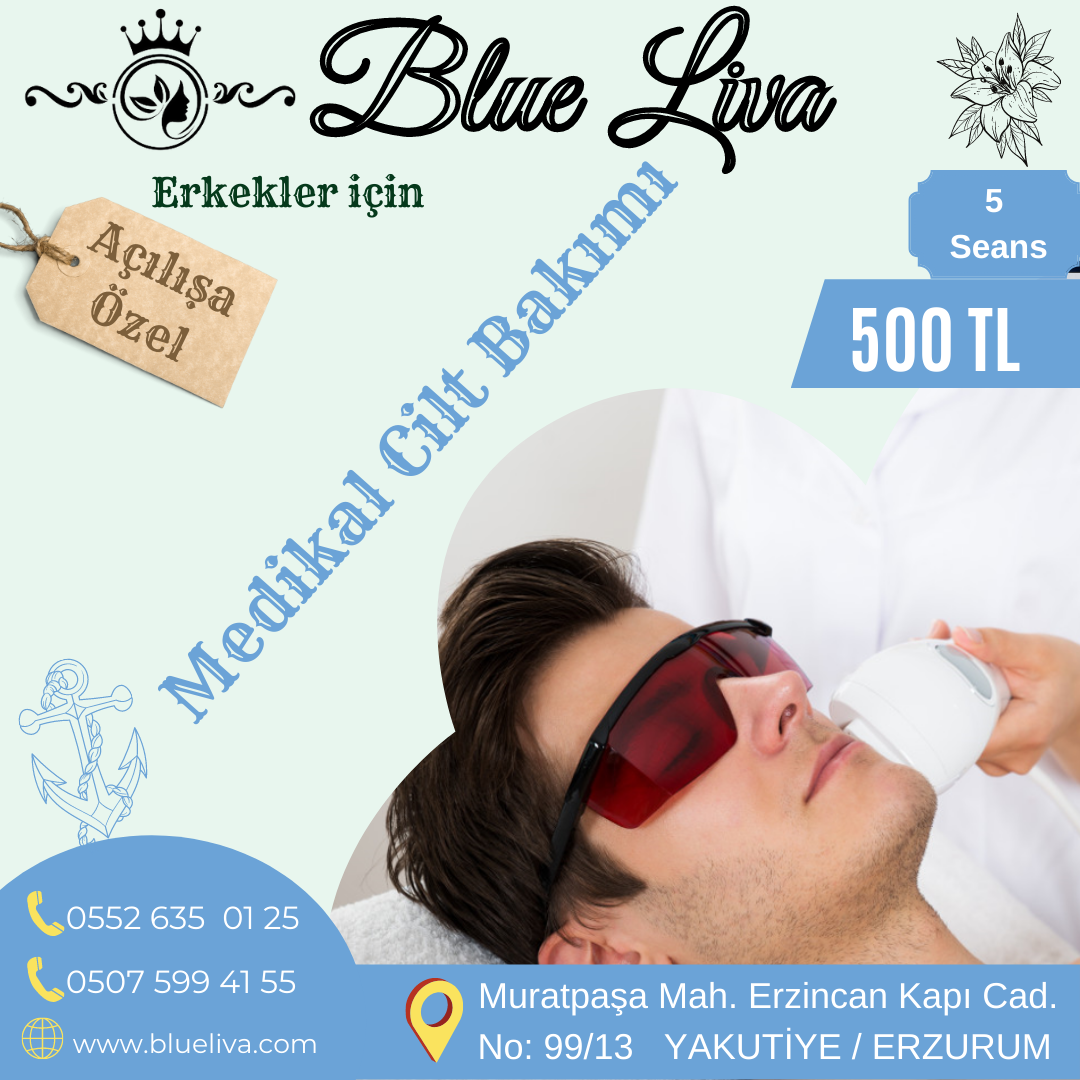 Blue Liva
Erkekler için
Açılışa
Özel
5
Seans
500 TL
Medikal Cilt Bakımı
0552 635 01 25
0507 599 41 55
www.blueliva.com
Muratpaşa Mah. Erzincan Kapı Cad.
No: 99/13 YAKUTİYE / ERZURUM